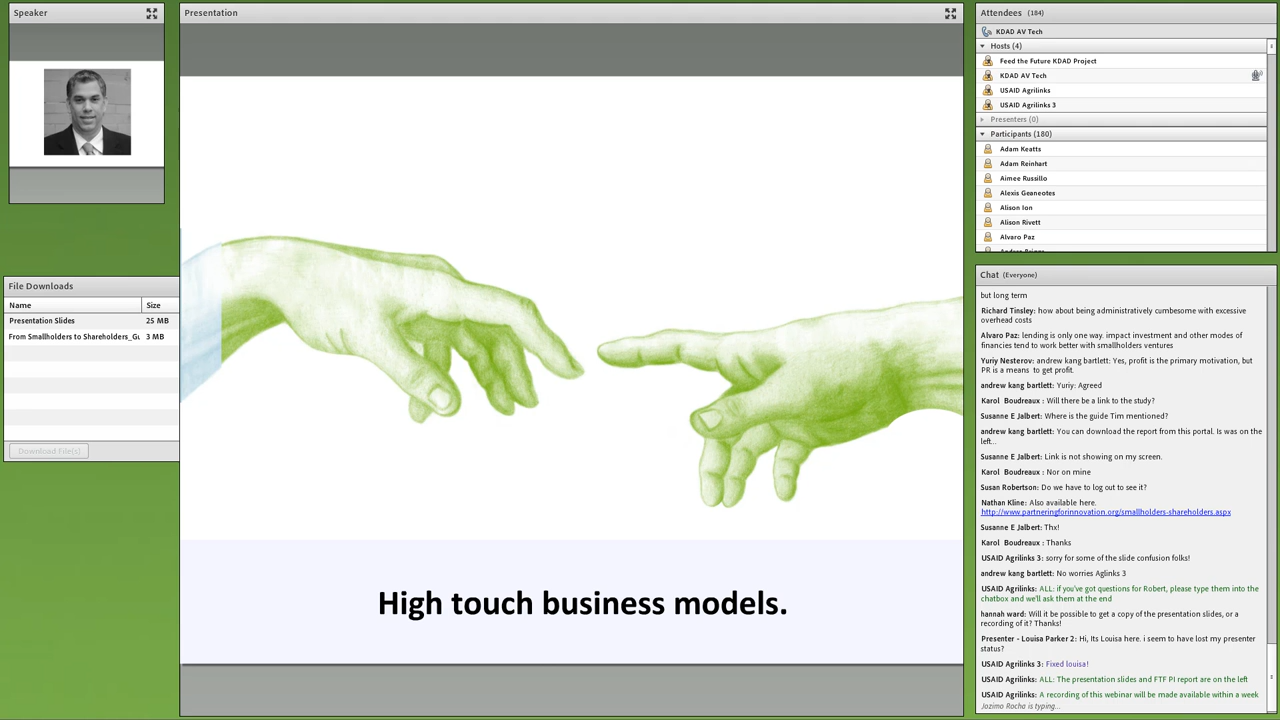 Speaker
Presentation
Attendees (184)
KDAD AV Tech
Hosts (4)
Feed the Future KDAD Project
KDAD AV Tech
USAID Agrilinks
USAID Agrilinks 3
Presenters (0)
Participants (180)
Adam Keatts
Adam Reinhart
Aimee Russillo
Alexis Geaneotes
Alison Ion
Alison Rivett
Alvaro Paz
File Downloads
Name Size
Presentation Slides 25 MB
From Smallholders to Shareholders_Gu 3 MB
Download File(s)
High touch business models.
Chat (Everyone)
but long term
Richard Tinsley: how about being administratively cumbesome with excessive
overhead costs
Alvaro Paz: lending is only one way. impact investment and other modes of
financies tend to work better with smallholders ventures
Yuriy Nesterov: andrew kang bartlett: Yes, profit is the primary motivation, but
PR is a means to get profit.
andrew kang bartlett: Yuriy: Agreed
Karol Boudreaux : Will there be a link to the study?
Susanne E Jalbert: Where is the guide Tim mentioned?
andrew kang bartlett: You can download the report from this portal. Is was on the
left...
Susanne E Jalbert: Link is not showing on my screen.
Karol Boudreaux : Nor on mine
Susan Robertson: Do we have to log out to see it?
Nathan Kline: Also available here.
http://www.partneringforinnovation.org/smallholders-shareholders.aspx
Susanne E Jalbert: Thx!
Karol Boudreaux : Thanks
USAID Agrilinks 3: sorry for some of the slide confusion folks!
andrew kang bartlett: No worries Aglinks 3
USAID Agrilinks: ALL: if you've got questions for Robert, please type them into the
chatbox and we'll ask them at the end
hannah ward: Will it be possible to get a copy of the presentation slides, or a
recording of it? Thanks!
Presenter - Louisa Parker 2: Hi, Its Louisa here. i seem to have lost my presenter
status?
USAID Agrilinks 3: Fixed louisa!
USAID Agrilinks: ALL: The presentation slides and FTF PI report are on the left
USAID Agrilinks: A recording of this webinar will be made available within a week
Jozimo Rocha is typing...